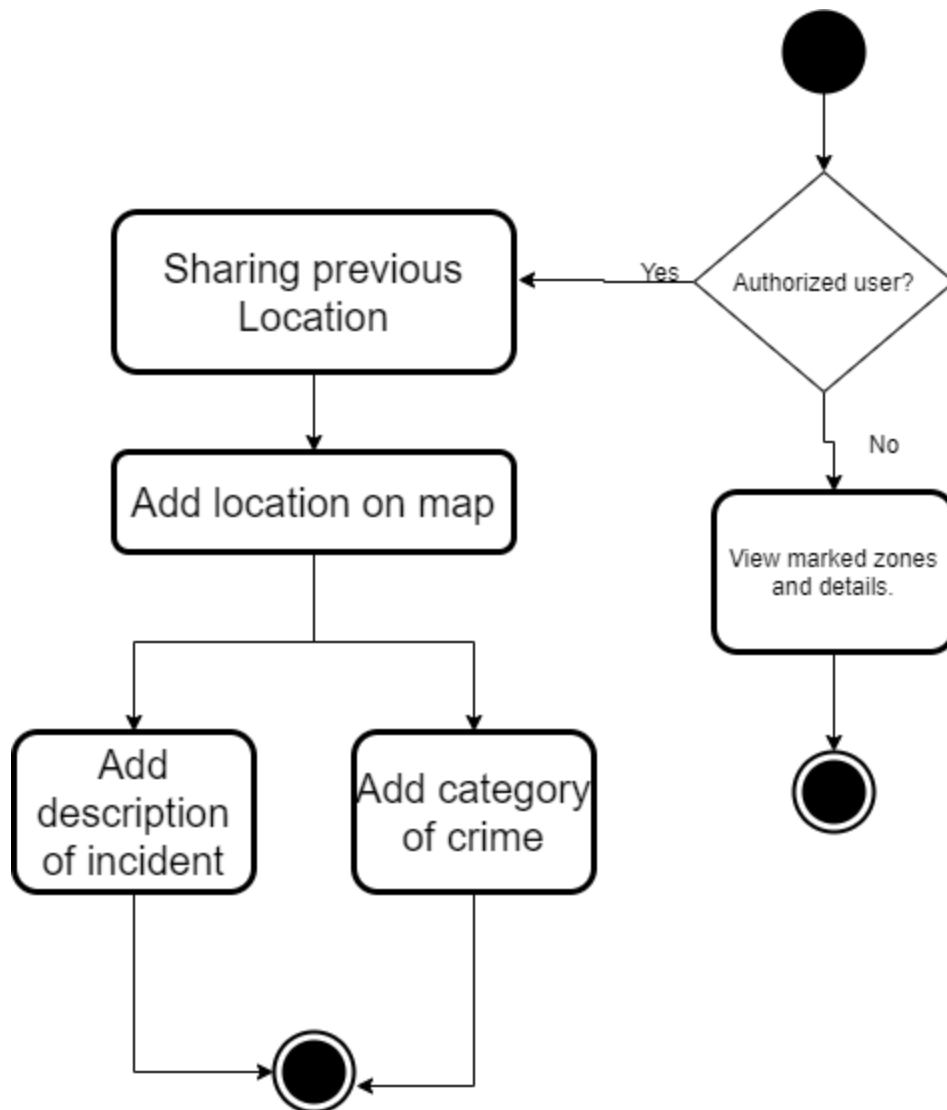 Sharing previous
Location
Yes
Authorized user?
No
Add location on map
View marked zones
and details.
Add
description
of incident
Add category
of crime